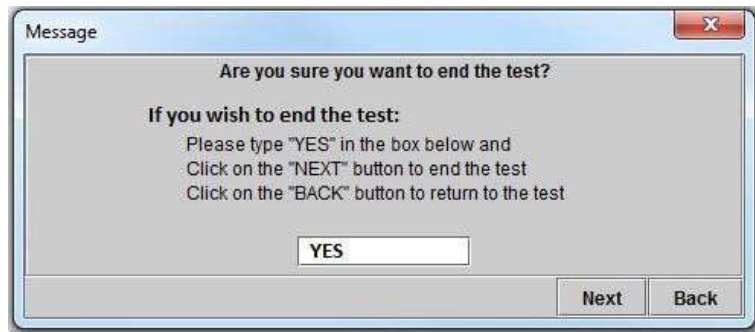 Message
Are you sure you want to end the test?
If you wish to end the test:
Please type "YES" in the box below and
Click on the "NEXT" button to end the test
Click on the "BACK" button to return to the test
YES
Next Back